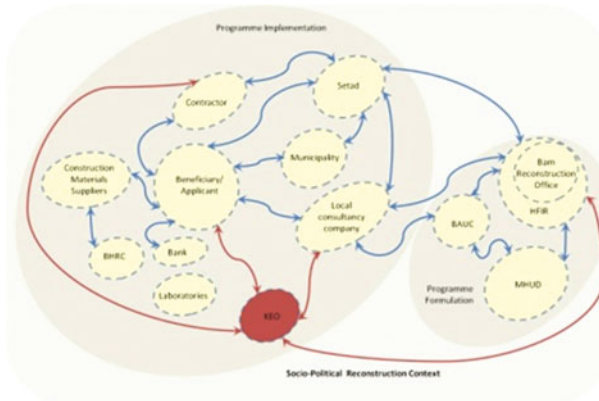 Programme Implementation
Contractor
Setad
Construction
Materials
Suppliers
Beneficiary/
Applicant
Municipality
Bam
Reconstruction
Office
HFIR
Local
consultancy
company
BAUC
BHRC
Bank
Laboratories
MHUD
Programme
Formulation
Socio-Political Reconstruction Context